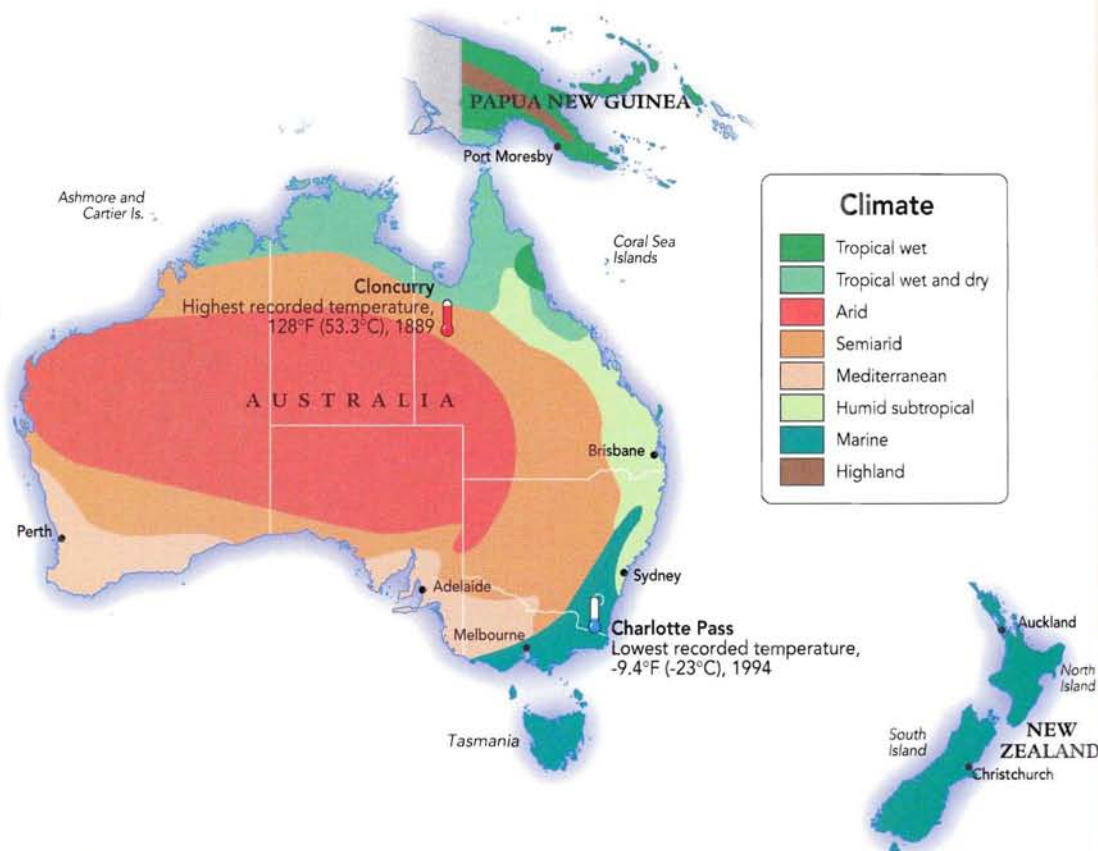 PAPUA NEW GUINEA
Port Moresby
Ashmore and
Cartier Is.
Coral Sea
Islands
Climate
Tropical wet
Tropical wet and dry
Arid
Semiarid
Mediterranean
Humid subtropical
Marine
Highland
Cloncurry
Highest recorded temperature,
128°F (53.3°C), 1889
AUSTRALIA
Brisbane
Perth
Adelaide
Sydney
Melbourne
Charlotte Pass
Lowest recorded temperature,
-9.4°F (-23°C), 1994
Tasmania
Auckland
North
Island
South
Island
NEW
ZEALAND
Christchurch